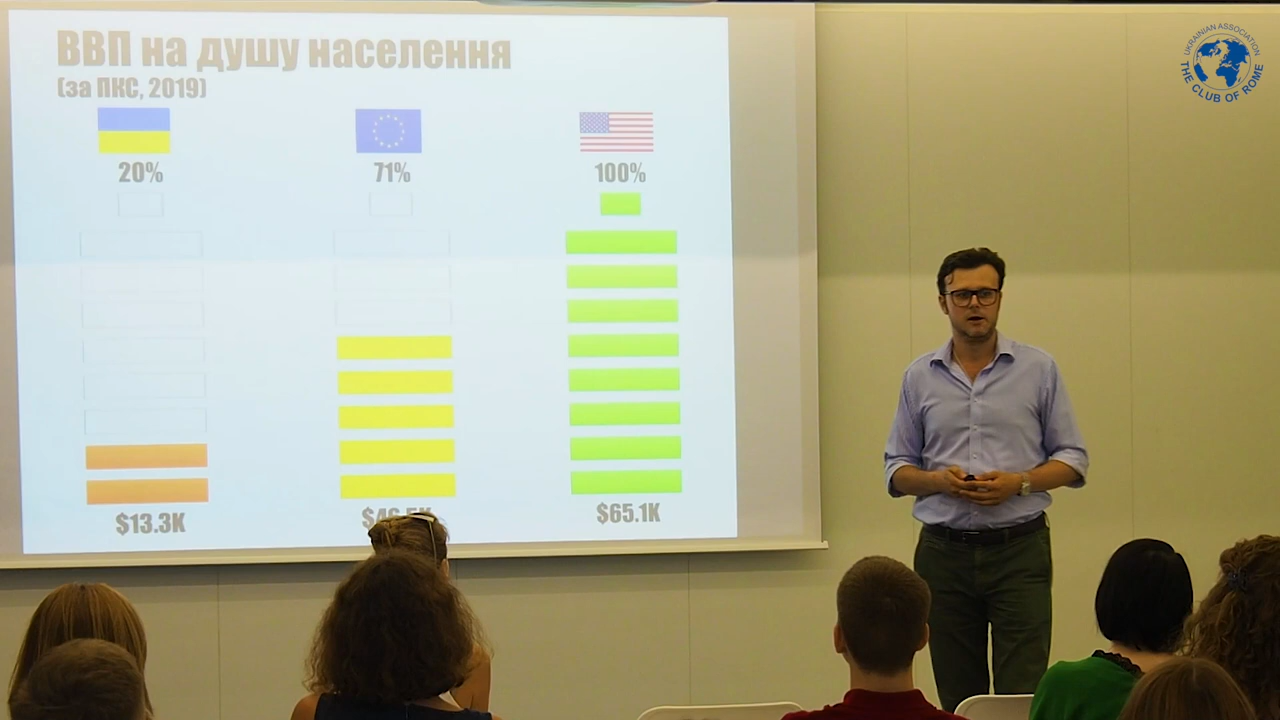 ВВП на душу населення
(за ПКС, 2019)
20%
71%
100%
$13.3K
$65.1K
UKRAINIAN ASSOCIATION
THE CLUB OF ROME